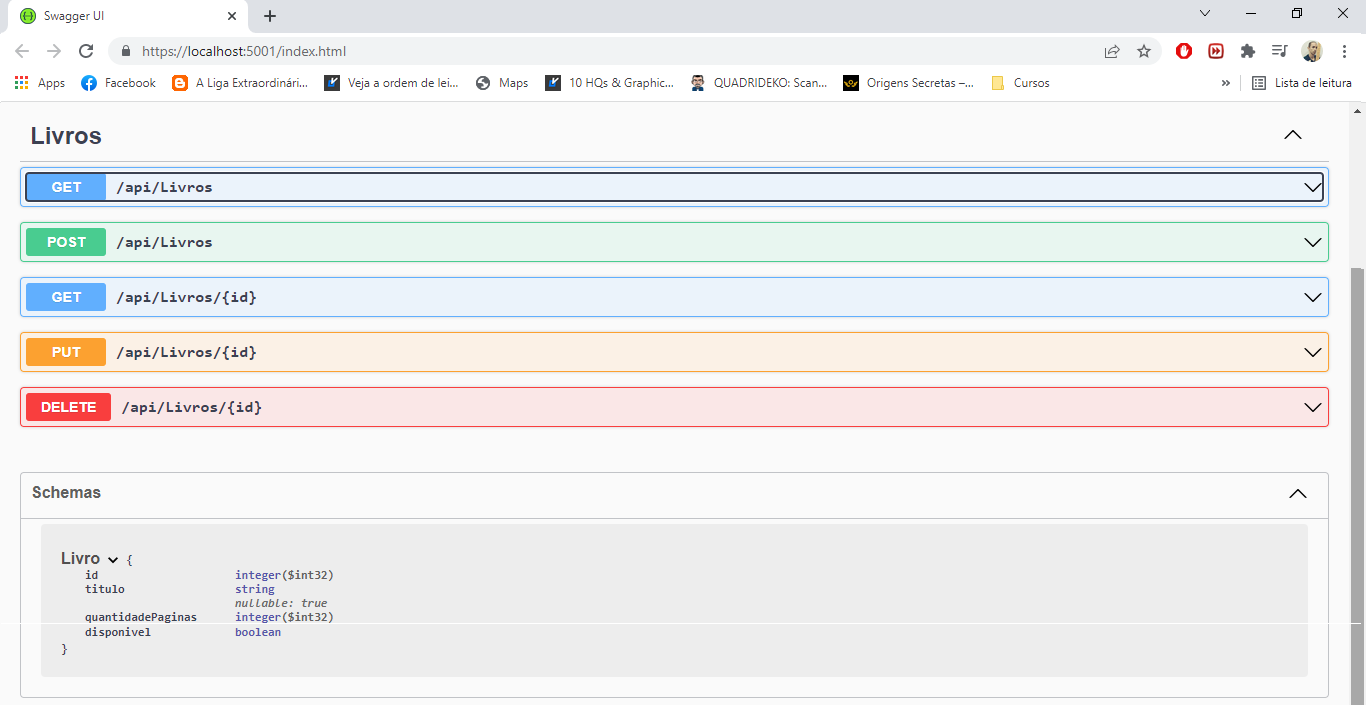 Swagger UI
https://localhost:5001/index.html
Apps Facebook A Liga Extraordinári... Veja a ordem de lei... Maps 10 HQs & Graphic... QUADRIDEKO: Scan... Origens Secretas –... Cursos » Lista de leitura
Livros
GET /api/Livros
POST /api/Livros
GET /api/Livros/{id}
PUT /api/Livros/{id}
DELETE /api/Livros/{id}
Schemas
Livro {
id integer($int32)
titulo string
nullable: true
quantidadePaginas integer($int32)
disponivel boolean
}